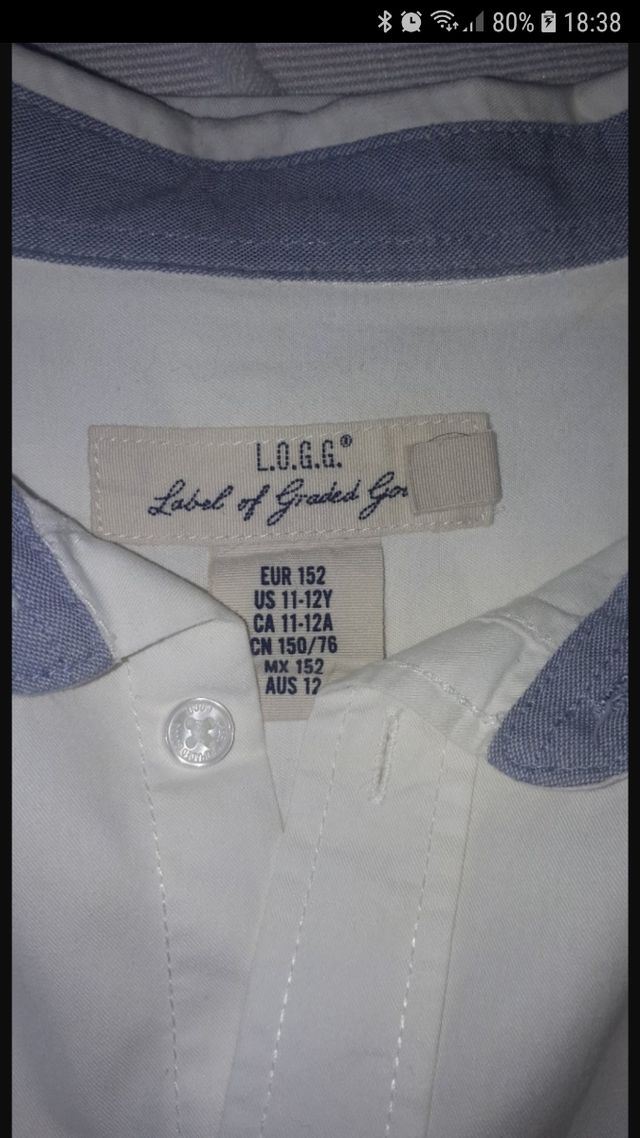 80% 18:38
L.O.G.G.®
Label of Graded
EUR 152
US 11-12Y
CA 11-12A
CN 150/76
MX 152
AUS 12